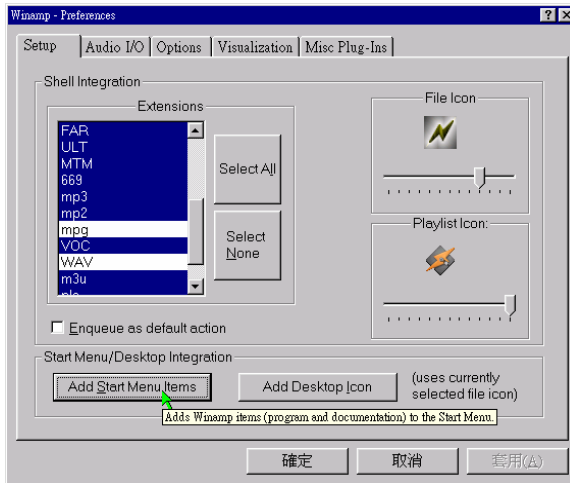 Winamp - Preferences
Setup Audio I/O Options Visualization Misc Plug-Ins
Shell Integration
Extensions
FAR
ULT
MTM
669
mp3
mp2
mpg
VOC
WAV
m3u
Select All
Select
None
Enqueue as default action
File Icon
Playlist Icon:
Start Menu/Desktop Integration
Add Start Menu Items
Add Desktop Icon
(uses currently
selected file icon)
Adds Winamp items (program and documentation) to the Start Menu.
確定 取消 套用(A)